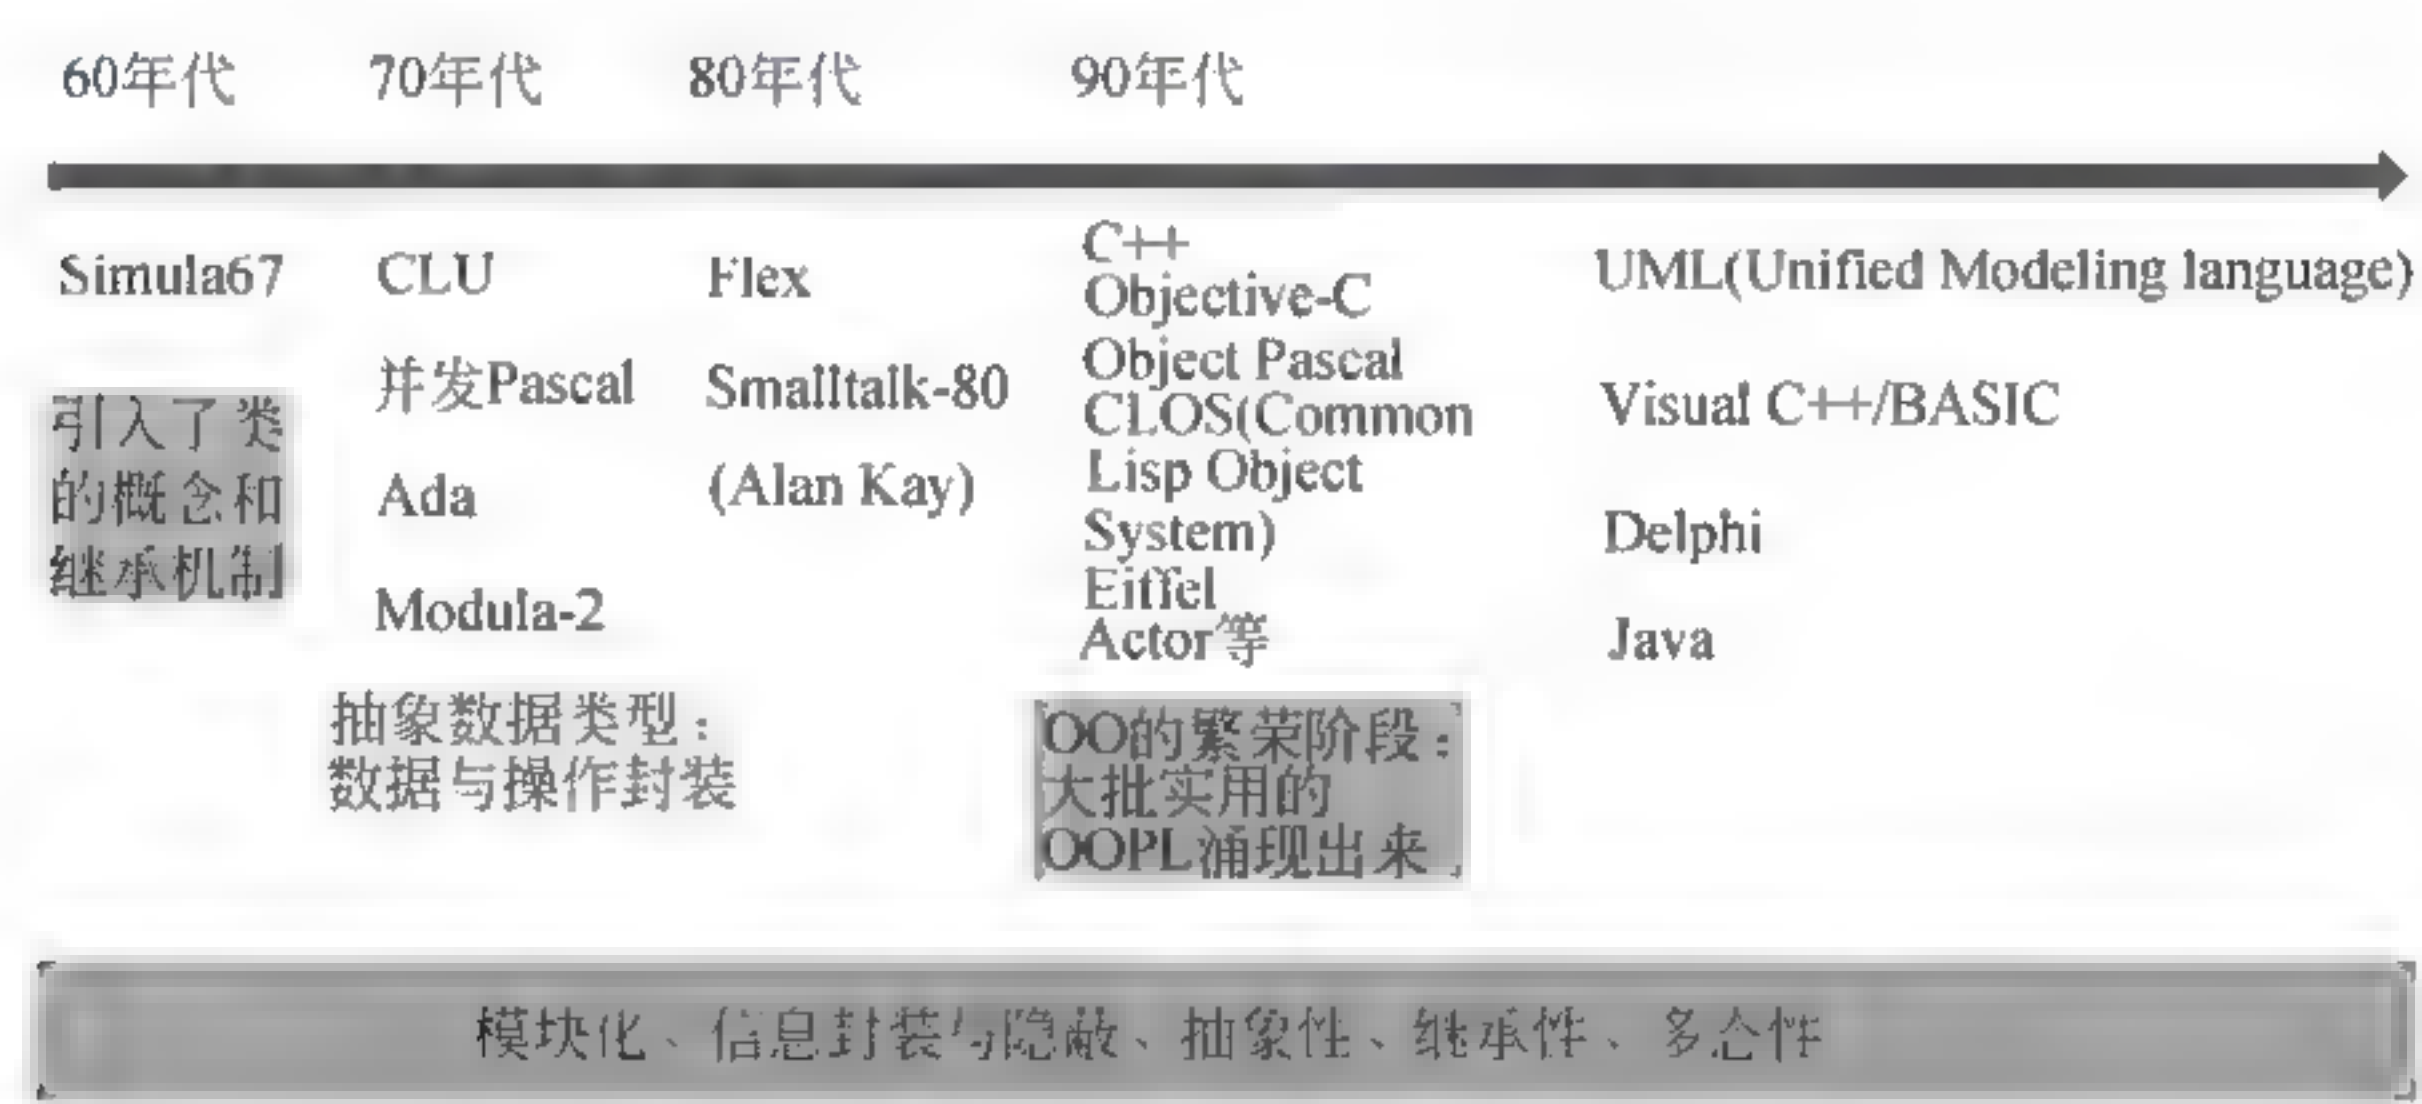 60年代
70年代
80年代
90年代
Simula67
引入了类
的概念和
继承机制
CLU
并发Pascal
Ada
Modula-2
抽象数据类型：
数据与操作封装
Flex
Smalltalk-80
(Alan Kay)
C++
Objective-C
Object Pascal
CLOS(Common
Lisp Object
System)
Eiffel
Actor等
OO的繁荣阶段：
大批实用的
OOPL涌现出来
UML(Unified Modeling language)
Visual C++/BASIC
Delphi
Java
模块化、信息封装与隐蔽、抽象性、继承性、多态性